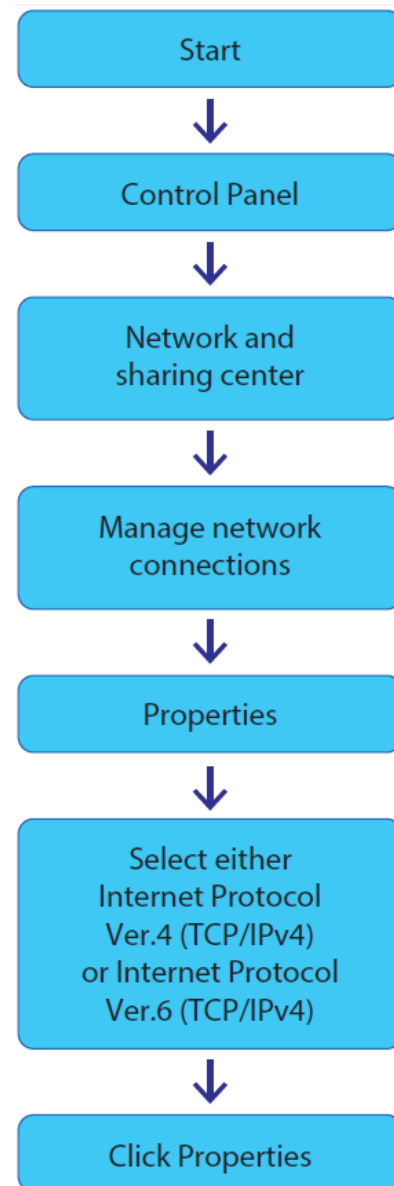 Start
Control Panel
Network and
sharing center
Manage network
connections
Properties
Select either
Internet Protocol
Ver.4 (TCP/IPv4)
or Internet Protocol
Ver.6 (TCP/IPv4)
Click Properties